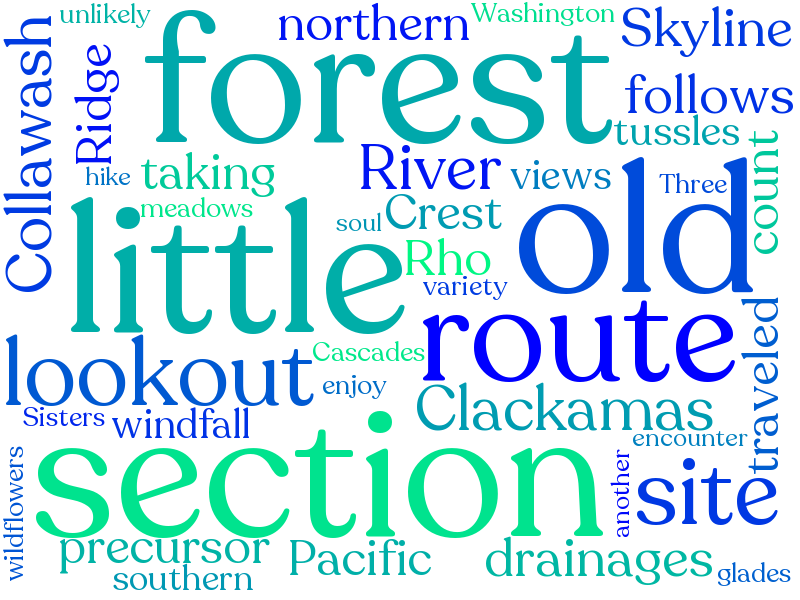 unlikely
northern
Washington
Skyline
Collawash
Ridge
forest
follows
tussles
hike
taking
River
views
Three
count
meadows
soul
Crest
little
Rho
old
variety
route
lookout
Cascades
enjoy
traveled
Sisters
windfall
Clackamas
encounter
section
another
site
wildflowers
precursor
Pacific
drainages
southern
glades